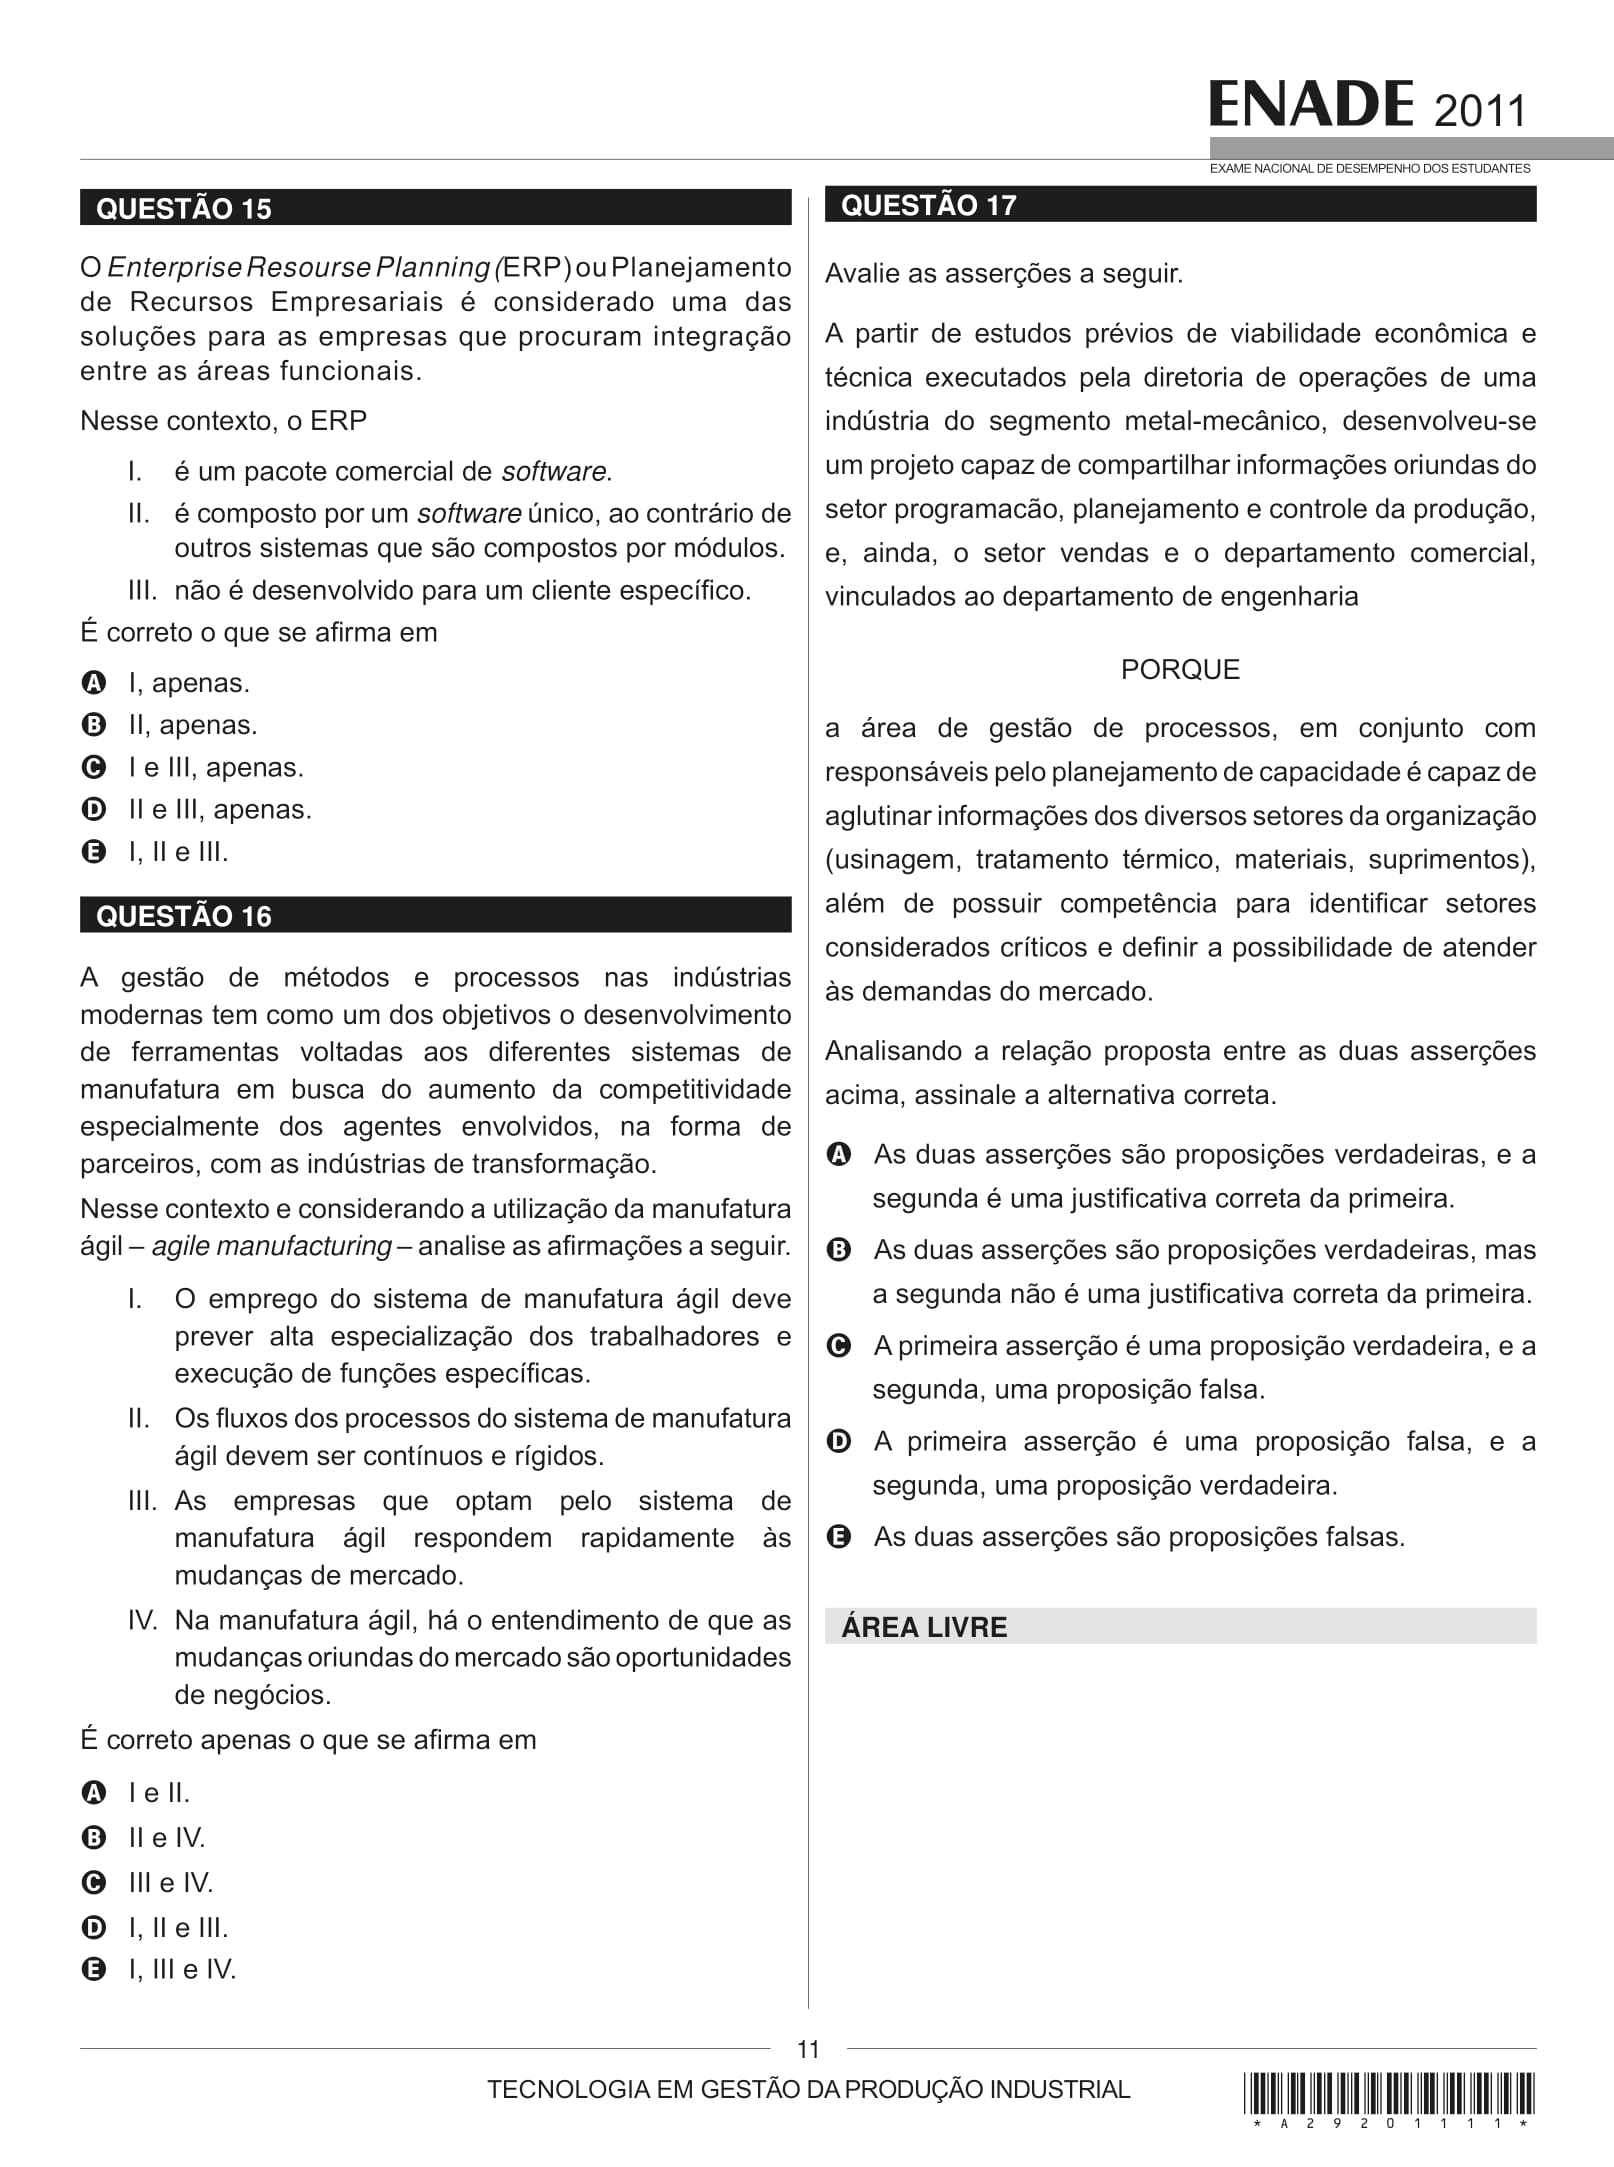 ENADE 2011
EXAME NACIONAL DE DESEMPENHO DOS ESTUDANTES
QUESTÃO 15
O Enterprise Resourse Planning (ERP) ou Planejamento
de Recursos Empresariais é considerado uma das
soluções para as empresas que procuram integração
entre as áreas funcionais.
Nesse contexto, o ERP
I. é um pacote comercial de software.
II. é composto por um software único, ao contrário de
outros sistemas que são compostos por módulos.
III. não é desenvolvido para um cliente específico.
É correto o que se afirma em
A I, apenas.
B II, apenas.
C I e III, apenas.
D II e III, apenas.
E I, II e III.
QUESTÃO 16
A gestão de métodos e processos nas indústrias
modernas tem como um dos objetivos o desenvolvimento
de ferramentas voltadas aos diferentes sistemas de
manufatura em busca do aumento da competitividade
especialmente dos agentes envolvidos, na forma de
parceiros, com as indústrias de transformação.
Nesse contexto e considerando a utilização da manufatura
ágil – agile manufacturing – analise as afirmações a seguir.
I. O emprego do sistema de manufatura ágil deve
prever alta especialização dos trabalhadores e
execução de funções específicas.
II. Os fluxos dos processos do sistema de manufatura
ágil devem ser contínuos e rígidos.
III. As empresas que optam pelo sistema de
manufatura ágil respondem rapidamente às
mudanças de mercado.
IV. Na manufatura ágil, há o entendimento de que as
mudanças oriundas do mercado são oportunidades
de negócios.
É correto apenas o que se afirma em
A I e II.
B II e IV.
C III e IV.
D I, II e III.
E I, III e IV.
QUESTÃO 17
Avalie as asserções a seguir.
A partir de estudos prévios de viabilidade econômica e
técnica executados pela diretoria de operações de uma
indústria do segmento metal-mecânico, desenvolveu-se
um projeto capaz de compartilhar informações oriundas do
setor programacão, planejamento e controle da produção,
e, ainda, o setor vendas e o departamento comercial,
vinculados ao departamento de engenharia
PORQUE
a área de gestão de processos, em conjunto com
responsáveis pelo planejamento de capacidade é capaz de
aglutinar informações dos diversos setores da organização
(usinagem, tratamento térmico, materiais, suprimentos),
além de possuir competência para identificar setores
considerados críticos e definir a possibilidade de atender
às demandas do mercado.
Analisando a relação proposta entre as duas asserções
acima, assinale a alternativa correta.
A As duas asserções são proposições verdadeiras, e a
segunda é uma justificativa correta da primeira.
B As duas asserções são proposições verdadeiras, mas
a segunda não é uma justificativa correta da primeira.
C A primeira asserção é uma proposição verdadeira, e a
segunda, uma proposição falsa.
D A primeira asserção é uma proposição falsa, e a
segunda, uma proposição verdadeira.
E As duas asserções são proposições falsas.
ÁREA LIVRE
11
TECNOLOGIA EM GESTÃO DA PRODUÇÃO INDUSTRIAL
* A 2 9 2 0 1 1 1 1 *